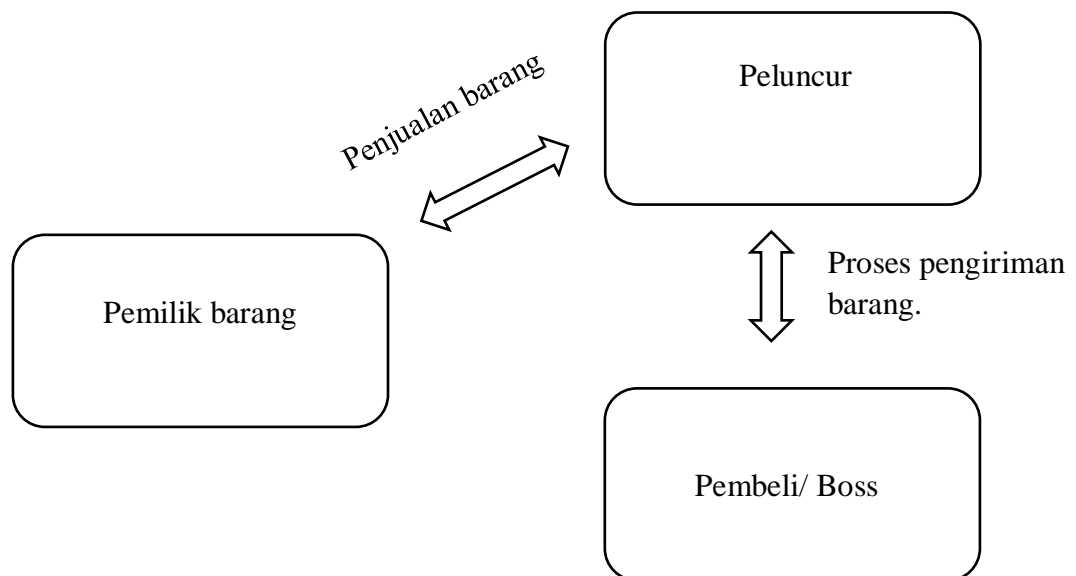 Peluncur
Penjualan barang
Proses pengiriman
barang.
Pemilik barang
Pembeli/ Boss